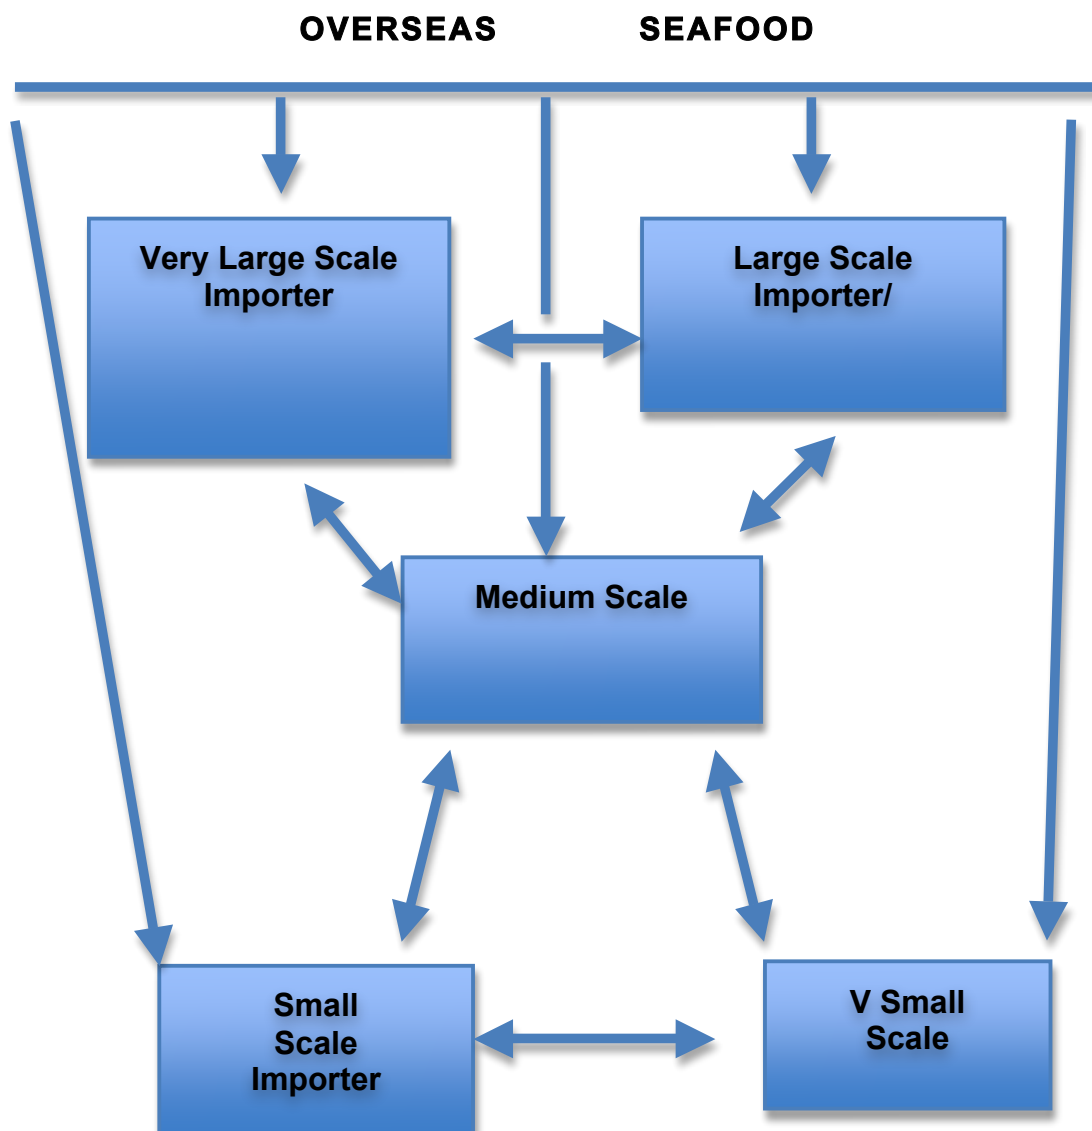 OVERSEAS SEAFOOD
Very Large Scale
Importer
Large Scale
Importer/
Medium Scale
Small
Scale
Importer
V Small
Scale